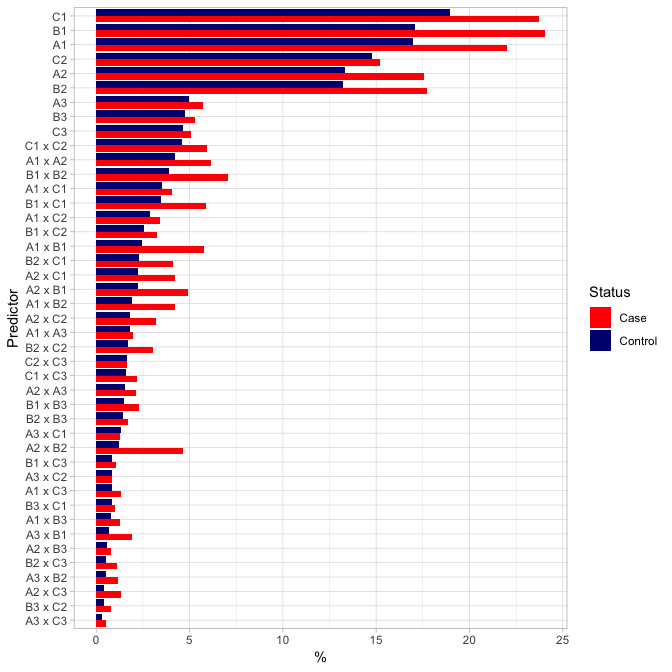 C1
B1
A1
C2
A2
B2
A3
B3
C3
C1 x C2
A1 x A2
B1 x B2
A1 x C1
B1 x C1
A1 x C2
B1 x C2
A1 x B1
B2 x C1
A2 x C1
A2 x B1
A1 x B2
A2 x C2
A1 x A3
B2 x C2
C2 x C3
C1 x C3
A2 x A3
B1 x B3
B2 x B3
A3 x C1
A2 x B2
B1 x C3
A3 x C2
A1 x C3
B3 x C1
A1 x B3
A3 x B1
A2 x B3
B2 x C3
A3 x B2
A2 x C3
B3 x C2
A3 x C3
Predictor
0 5 10 15 20 25
%
Status
Case
Control